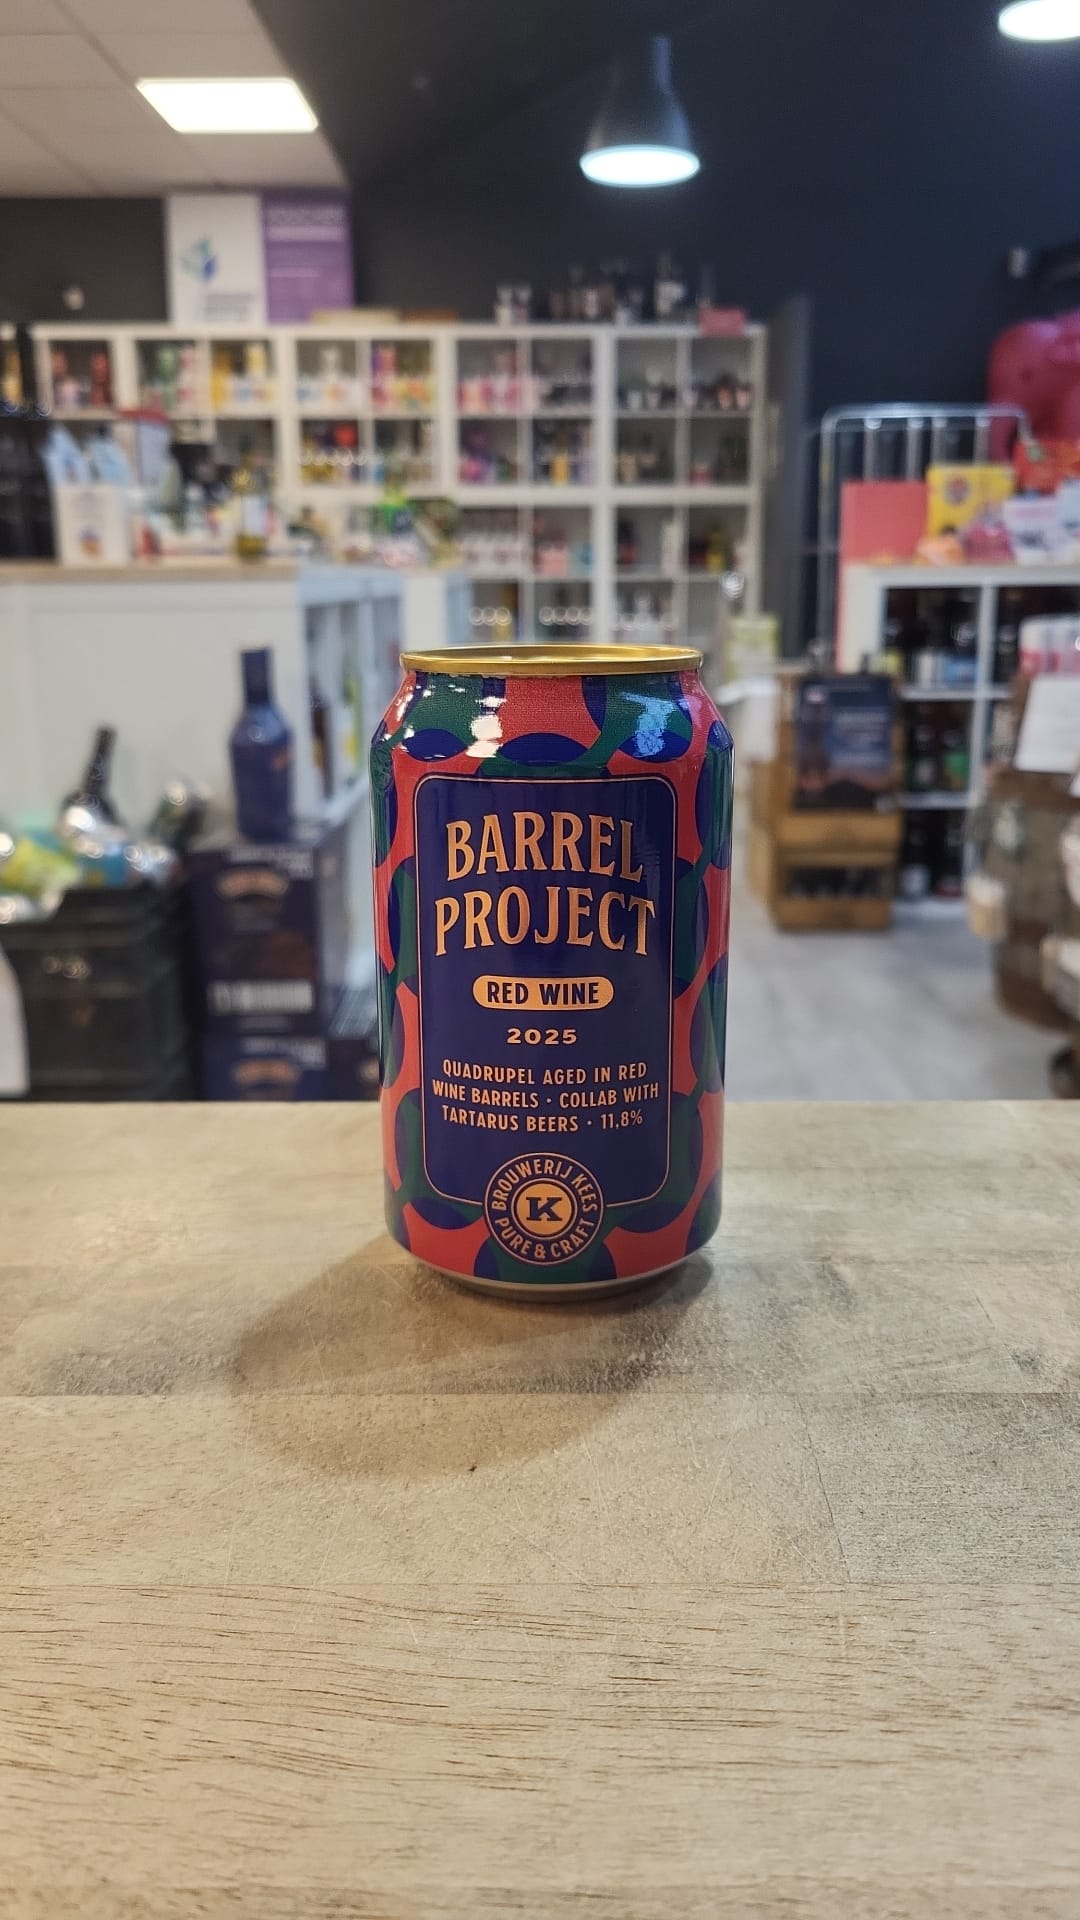 BARREL
PROJECT
RED WINE
2025
QUADRUPEL AGED IN RED
WINE BARRELS • COLLAB WITH
TARTARUS BEERS • 11,8%
BROUWERIJ KEES
K
PURE & CRAFT